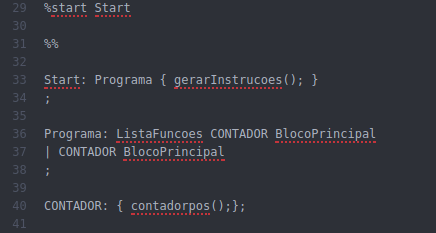 29 %start Start
30
31 %%
32
33 Start: Programa { gerarInstrucoes(); }
34 ;
35
36 Programa: ListaFuncoes CONTADOR BlocoPrincipal
37 | CONTADOR BlocoPrincipal
38 ;
39
40 CONTADOR: { contadorpos();};
41